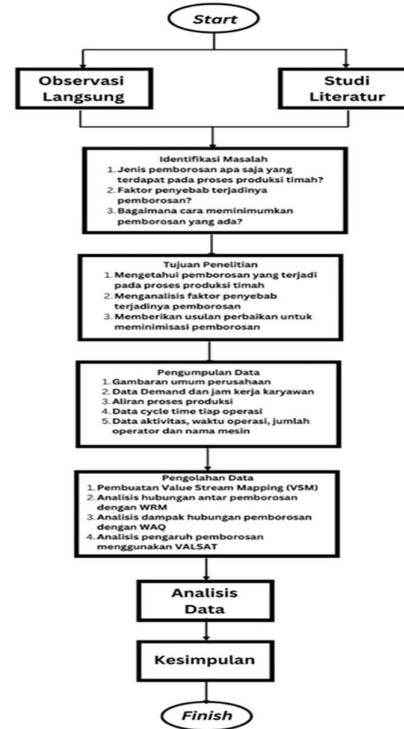 Start
Observasi
Langsung
Studi
Literatur
Identifikasi Masalah
1. Jenis pemborosan apa saja yang
terdapat pada proses produksi timah?
2. Faktor penyebab terjadinya
pemborosan?
3. Bagaimana cara meminimumkan
pemborosan yang ada?
Tujuan Penelitian
1. Mengetahui pemborosan yang terjadi
pada proses produksi timah
2. Menganalisis faktor penyebab
terjadinya pemborosan
3. Memberikan usulan perbaikan untuk
meminimisasi pemborosan
Pengumpulan Data
1. Gambaran umum perusahaan
2. Data Demand dan jam kerja karyawan
3. Aliran proses produksi
4. Data cycle time tiap operasi
5. Data aktivitas, waktu operasi, jumlah
operator dan nama mesin
Pengolahan Data
1. Pembuatan Value Stream Mapping (VSM)
2. Analisis hubungan antar pemborosan
dengan WRM
3. Analisis dampak hubungan pemborosan
dengan WAQ
4. Analisis pengaruh pemborosan
menggunakan VALSAT
Analisis
Data
Kesimpulan
Finish